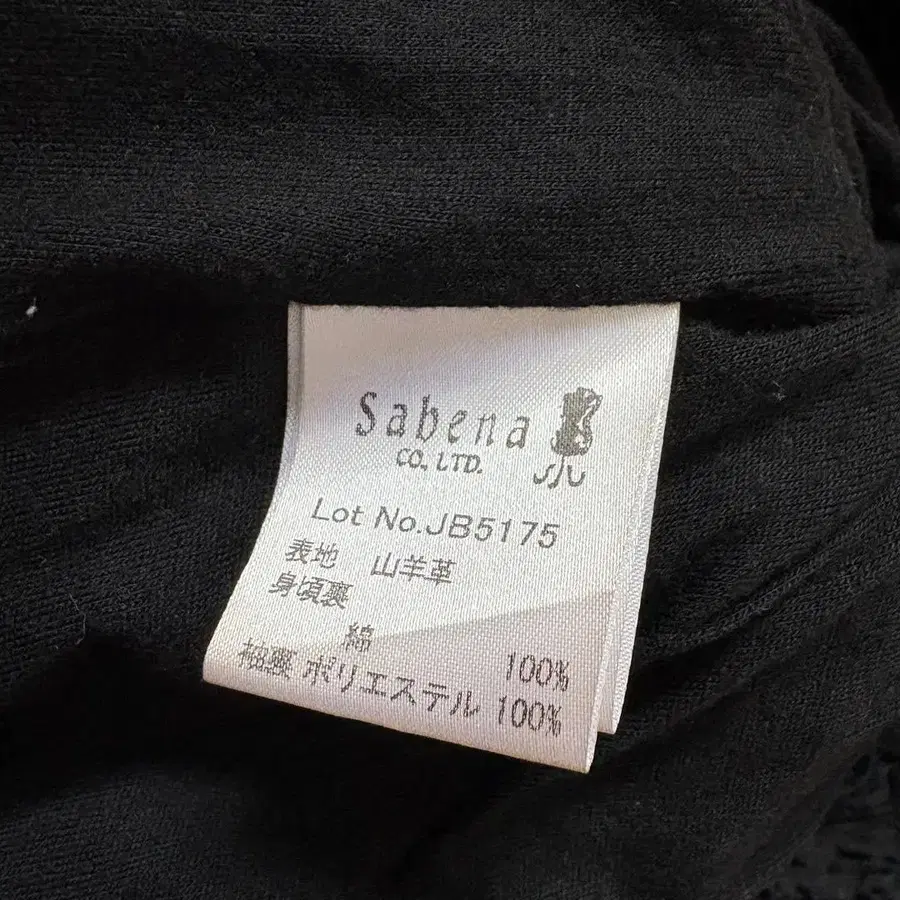 Sabena
CO. LTD.
Lot No.JB5175
表地 山羊革
身頃裏
綿 100%
袖裏 ポリエステル 100%